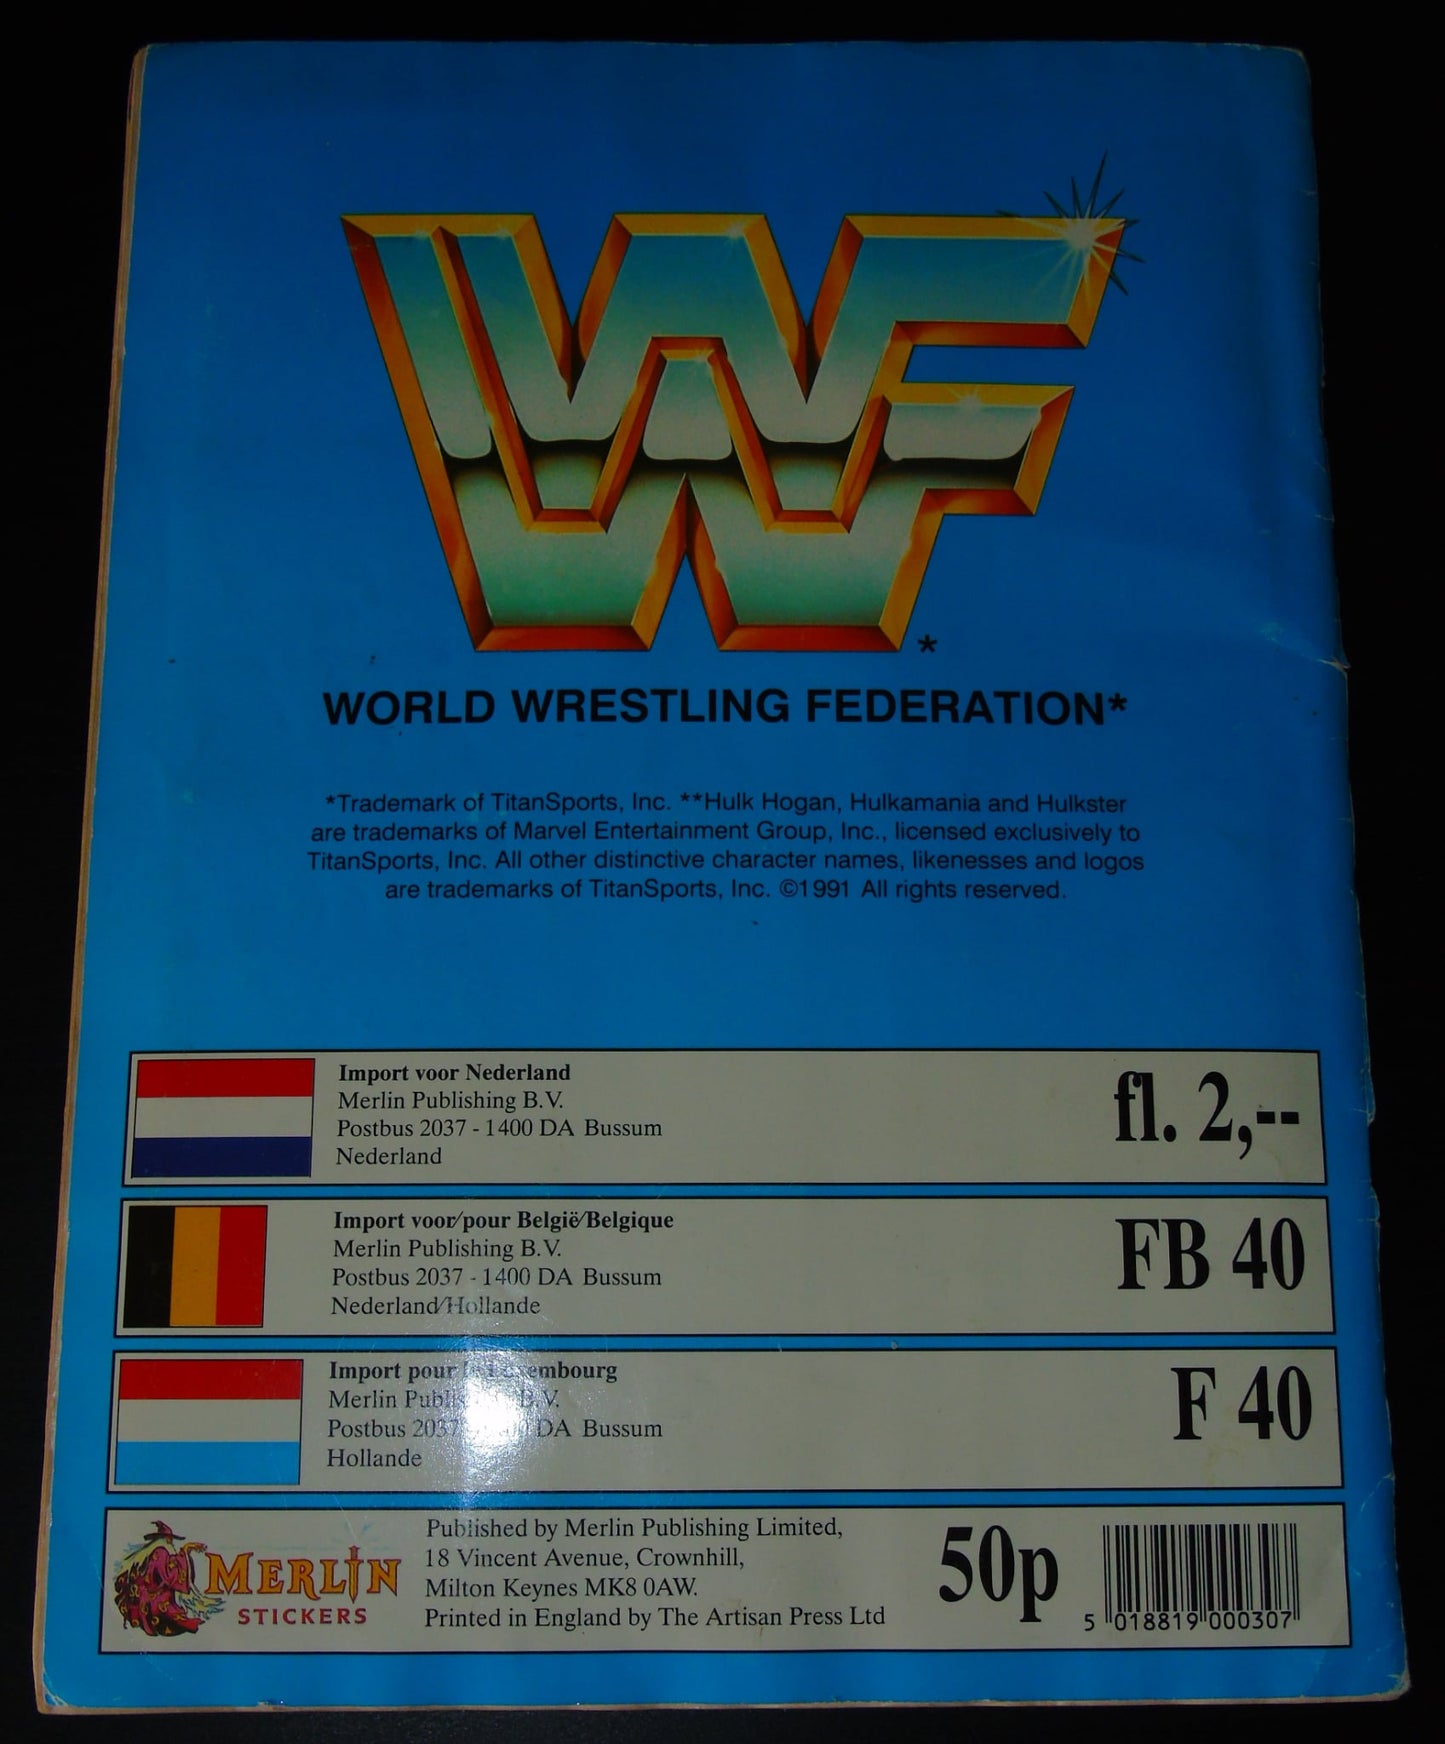 WF
*
WORLD WRESTLING FEDERATION*
*Trademark of TitanSports, Inc. **Hulk Hogan, Hulkamania and Hulkster
are trademarks of Marvel Entertainment Group, Inc., licensed exclusively to
TitanSports, Inc. All other distinctive character names, likenesses and logos
are trademarks of TitanSports, Inc. ©1991 All rights reserved.
Import voor Nederland
Merlin Publishing B.V.
Postbus 2037 - 1400 DA Bussum
Nederland
fl. 2,--
Import voor/pour België/Belgique
Merlin Publishing B.V.
Postbus 2037 - 1400 DA Bussum
Nederland/Hollande
FB 40
Import pour
Merlin B.V.
Postbus 2037 DA Bussum
Hollande
F 40
MERLIN
STICKERS
Published by Merlin Publishing Limited,
18 Vincent Avenue, Crownhill,
Milton Keynes MK8 0AW.
Printed in England by The Artisan Press Ltd
50p
5 018819 000307